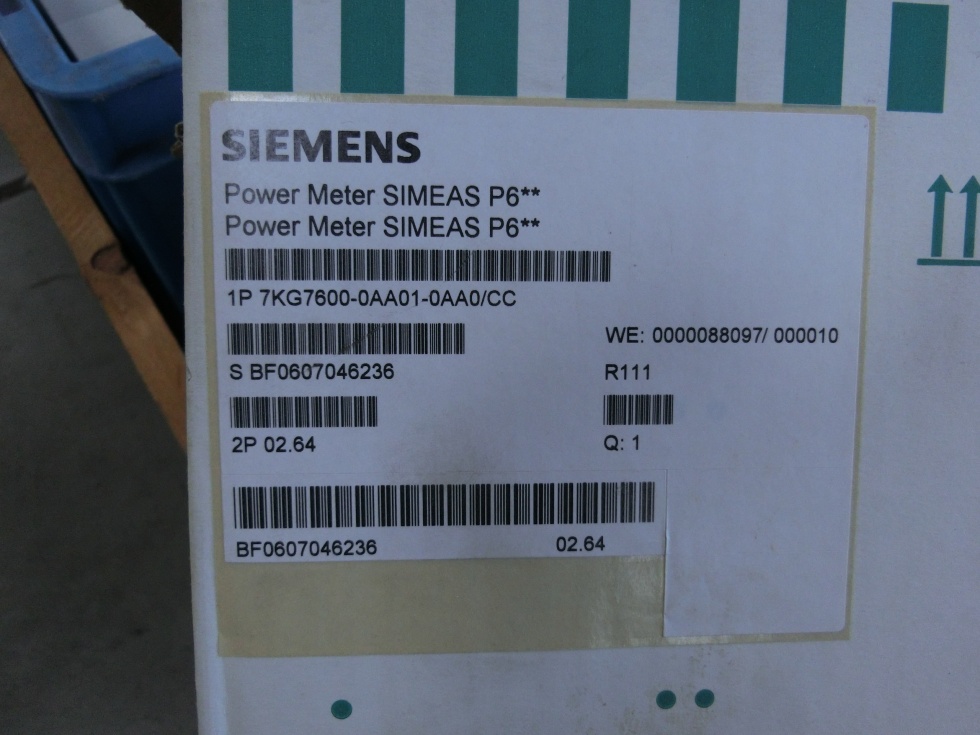 SIEMENS
Power Meter SIMEAS P6**
Power Meter SIMEAS P6**
1P 7KG7600-0AA01-0AA0/CC
WE: 0000088097/ 000010
S BF0607046236
R111
2P 02.64
Q: 1
BF0607046236
02.64